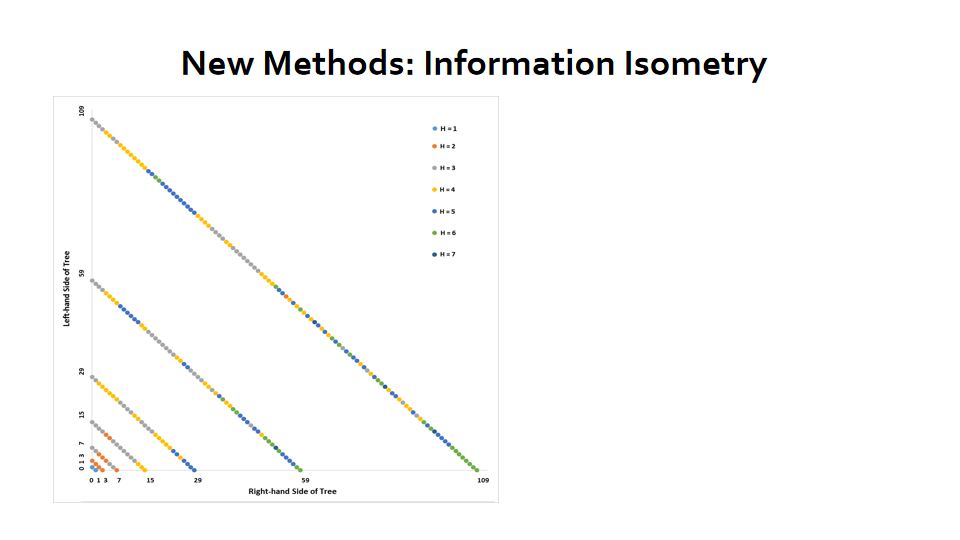 New Methods: Information Isometry
109
59
29
15
7
3
1
0
Left-hand Side of Tree
H = 1
H = 2
H = 3
H = 4
H = 5
H = 6
H = 7
0 1 3 7 15 29 59 109
Right-hand Side of Tree